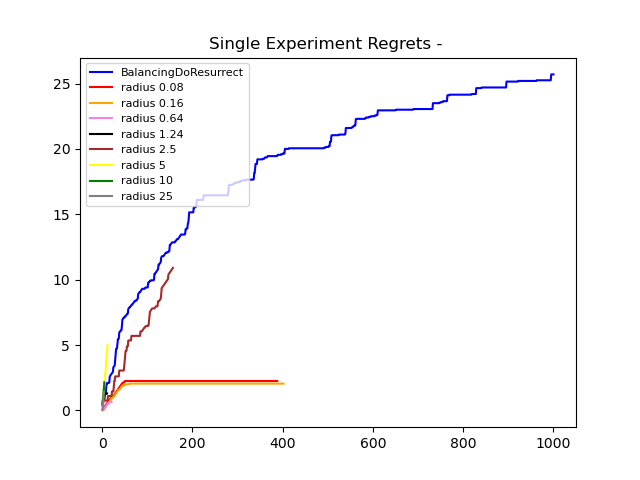 Single Experiment Regrets -
BalancingDoResurrect
radius 0.08
radius 0.16
radius 0.64
radius 1.24
radius 2.5
radius 5
radius 10
radius 25
25
20
15
10
5
0
0 200 400 600 800 1000